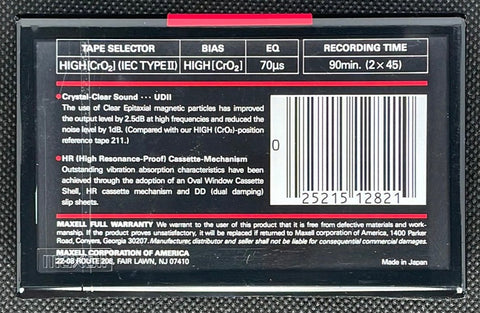 TAPE SELECTOR BIAS EQ RECORDING TIME
HIGH[CrO₂] (IEC TYPE II) HIGH[CrO₂] 70µs 90min. (2×45)
Crystal-Clear Sound ··· UDII
The use of Clear Epitaxial magnetic particles has improved
the output level by 2.5dB at high frequencies and reduced the
noise level by 1dB. (Compared with our HIGH (CrO₂)-position
reference tape 211.)
HR (High Resonance-Proof) Cassette-Mechanism
Outstanding vibration absorption characteristics have been
achieved through the adoption of an Oval Window Cassette
Shell, HR cassette mechanism and DD (dual damping)
slip sheets.
0
25215 12821
MAXELL FULL WARRANTY We warrant to the user of this product that it is free from defective materials and work-
manship. If the product proves unsatisfactory, it will be replaced if returned to Maxell corporation of America, 1400 Parker
Road, Conyers, Georgia 30207. Manufacturer, distributor and seller shall not be liable for consequential commercial damages.
MAXELL CORPORATION OF AMERICA
22-08 ROUTE 208, FAIR LAWN, NJ 07410
Made in Japan